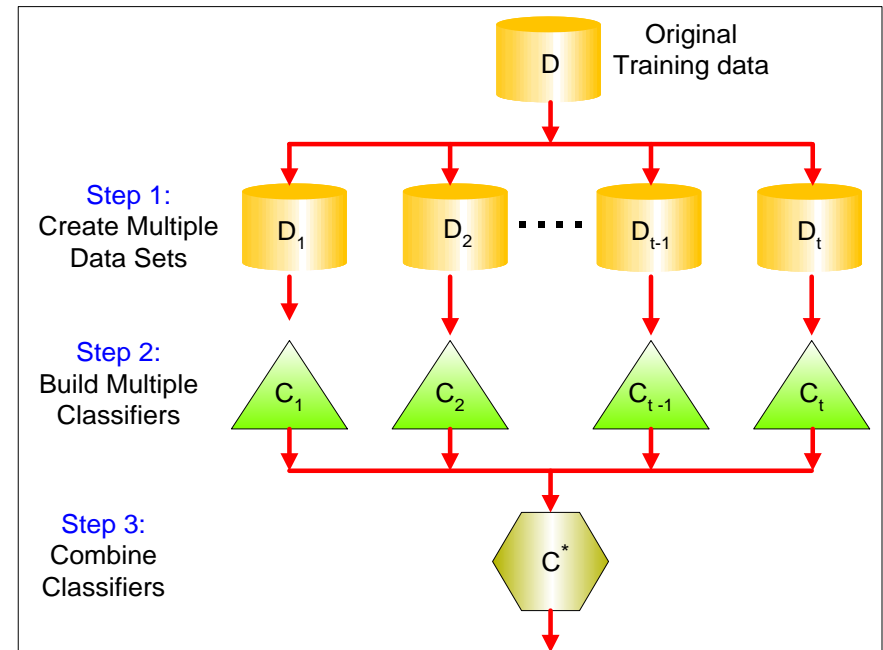 D
Original
Training data
Step 1:
Create Multiple
Data Sets
D1
D2
....
Dt-1
Dt
Step 2:
Build Multiple
Classifiers
C1
C2
Ct -1
Ct
Step 3:
Combine
Classifiers
C*